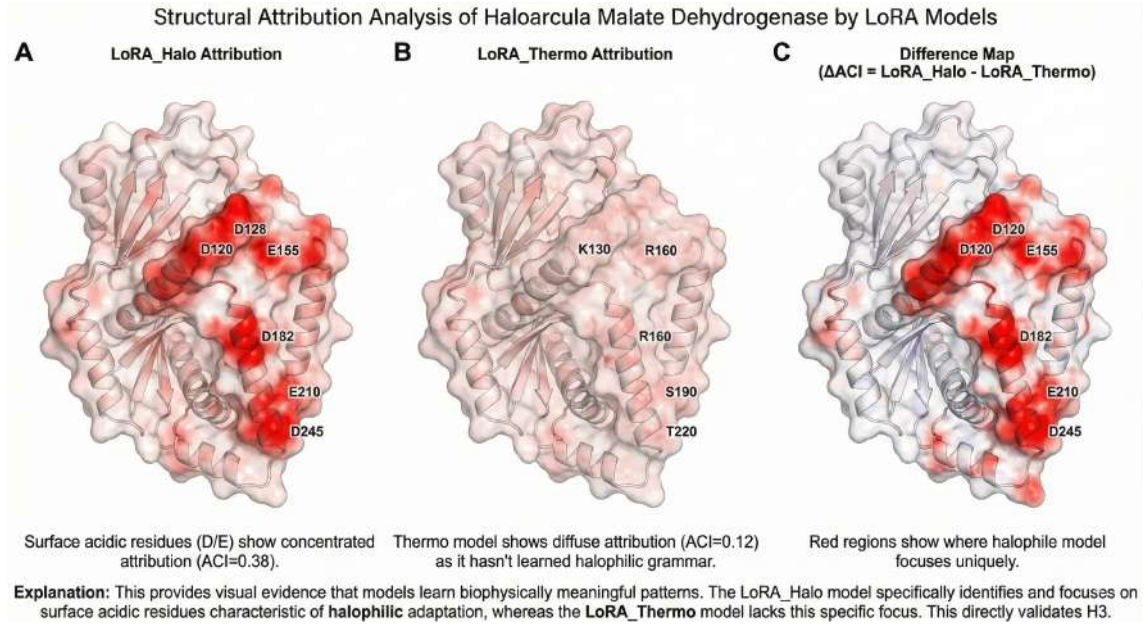 Structural Attribution Analysis of Haloarcula Malate Dehydrogenase by LoRA Models
A
LoRA_Halo Attribution
B
LoRA_Thermo Attribution
C
Difference Map
(ΔACI = LoRA_Halo - LoRA_Thermo)
D128
D120
E155
D182
E210
D245
K130
R160
R160
S190
T220
D120
D120
E155
D182
E210
D245
Surface acidic residues (D/E) show concentrated
attribution (ACI=0.38).
Thermo model shows diffuse attribution (ACI=0.12)
as it hasn't learned halophilic grammar.
Red regions show where halophile model
focuses uniquely.
Explanation: This provides visual evidence that models learn biophysically meaningful patterns. The LoRA_Halo model specifically identifies and focuses on
surface acidic residues characteristic of halophilic adaptation, whereas the LoRA_Thermo model lacks this specific focus. This directly validates H3.